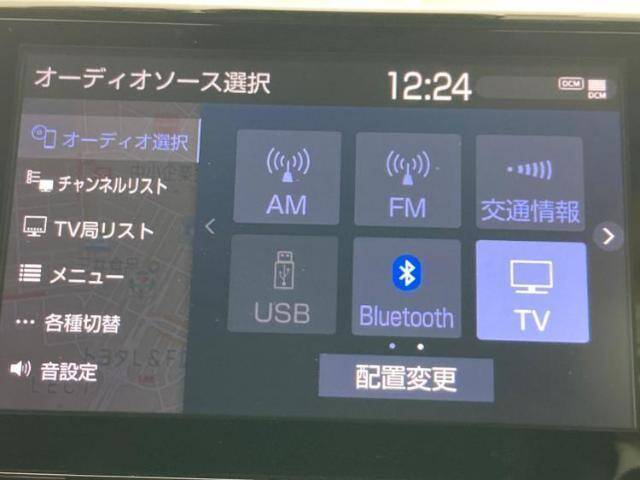 オーディオソース選択
12:24
DCM
DCM
オーディオ選択
チャンネルリスト
TV局リスト
メニュー
各種切替
音設定
AM
FM
交通情報
USB
Bluetooth
TV
配置変更